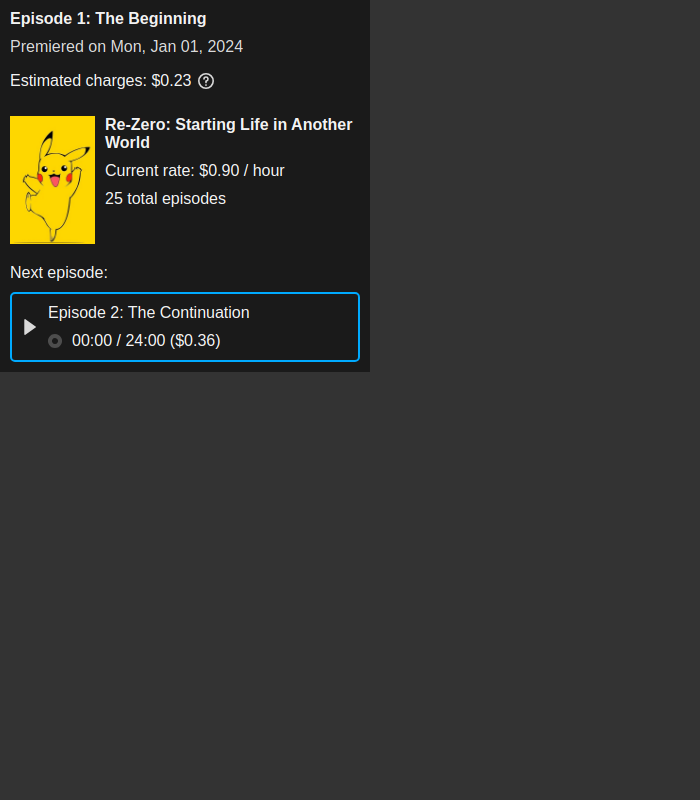 Episode 1: The Beginning
Premiered on Mon, Jan 01, 2024
Estimated charges: $0.23
Re-Zero: Starting Life in Another
World
Current rate: $0.90 / hour
25 total episodes
Next episode:
Episode 2: The Continuation
00:00 / 24:00 ($0.36)